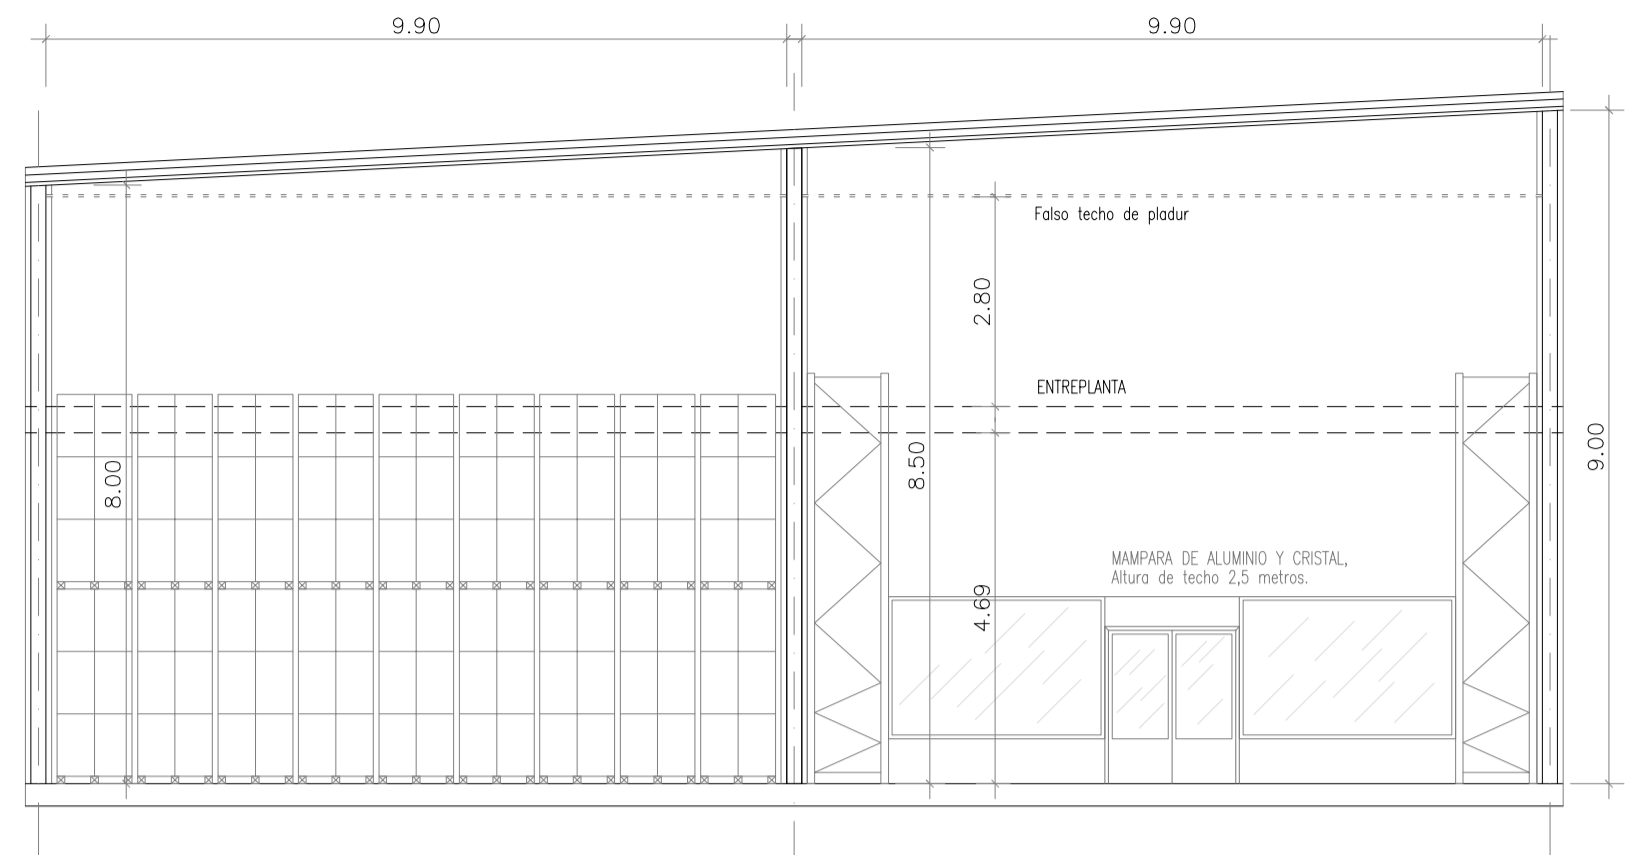 9.90
9.90
Falso techo de pladur
2.80
ENTREPLANTA
8.00
8.50
9.00
MAMPARA DE ALUMINIO Y CRISTAL,
Altura de techo 2,5 metros.
4.69